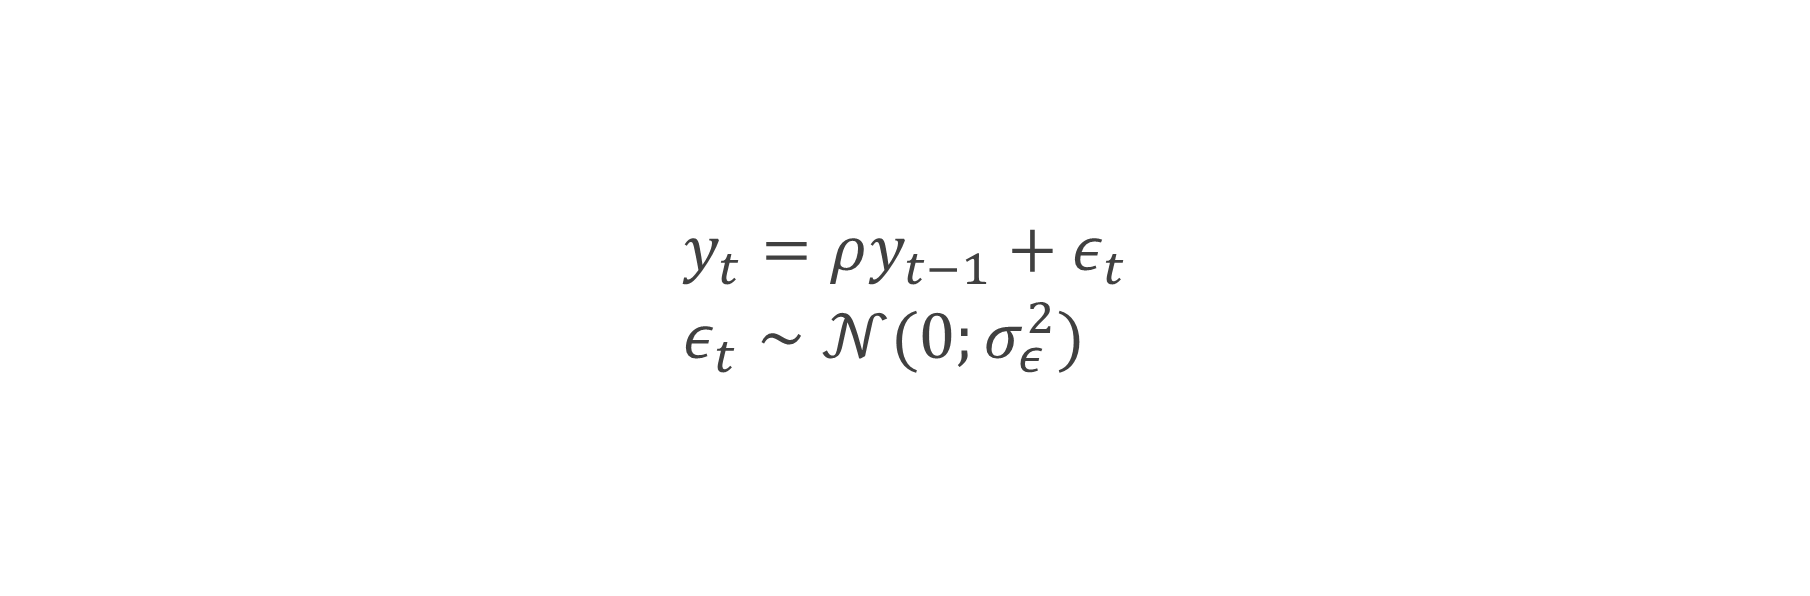 y_t = ρy_{t−1} + ϵ_t
ϵ_t ~ 𝒩(0; σ_ϵ^2)